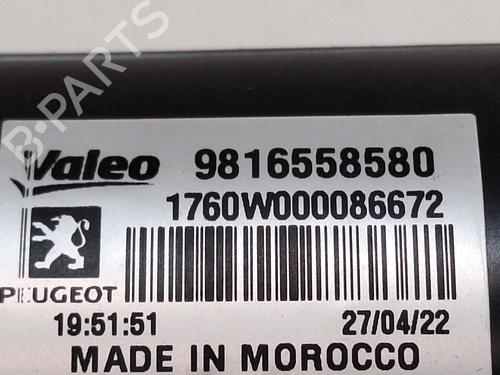 B-PARTS
Valeo 9816558580
1760W000086672
PEUGEOT
19:51:51 27/04/22
MADE IN MOROCCO